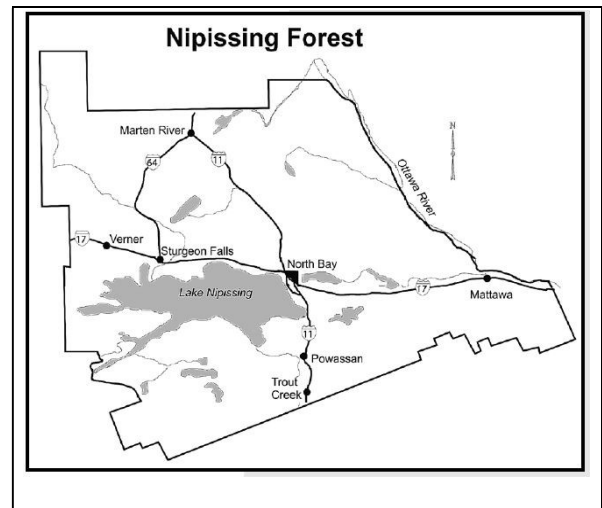 Nipissing Forest
Marten River
64
11
N
Ottawa River
17
Verner
Sturgeon Falls
North Bay
Lake Nipissing
17
Mattawa
11
Powassan
Trout
Creek